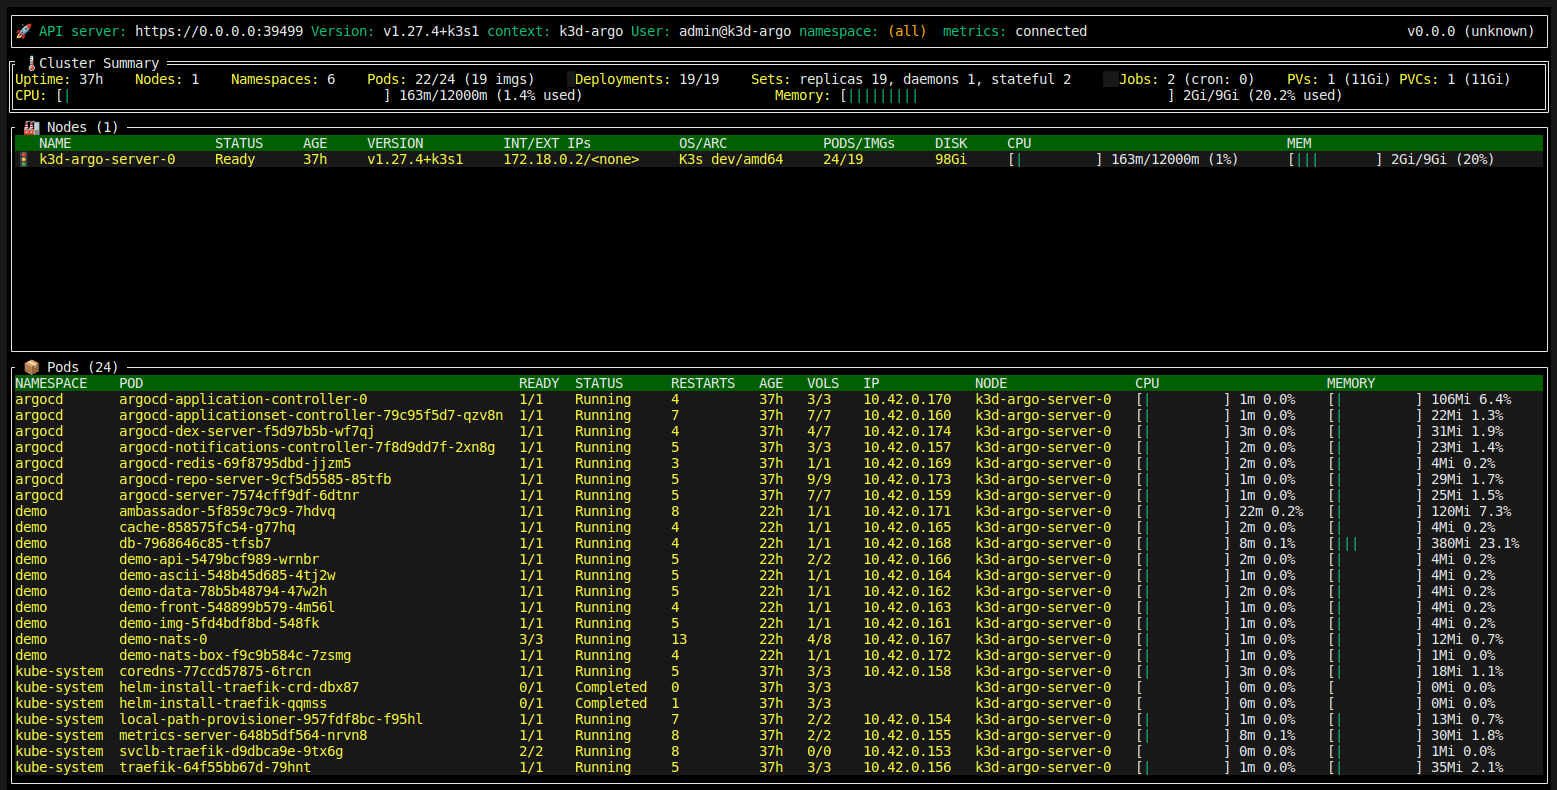 🚀 API server: https://0.0.0.0:39499 Version: v1.27.4+k3s1 context: k3d-argo User: admin@k3d-argo namespace: (all) metrics: connected v0.0.0 (unknown)
🌡Cluster Summary
Uptime: 37h Nodes: 1 Namespaces: 6 Pods: 22/24 (19 imgs) Deployments: 19/19 Sets: replicas 19, daemons 1, stateful 2 Jobs: 2 (cron: 0) PVs: 1 (11Gi) PVCs: 1 (11Gi)
CPU: [| ] 163m/12000m (1.4% used) Memory: [||||||||| ] 2Gi/9Gi (20.2% used)
🏭 Nodes (1)
NAME STATUS AGE VERSION INT/EXT IPs OS/ARC PODS/IMGs DISK CPU MEM
🚦 k3d-argo-server-0 Ready 37h v1.27.4+k3s1 172.18.0.2/<none> K3s dev/amd64 24/19 98Gi [| ] 163m/12000m (1%) [||| ] 2Gi/9Gi (20%)
📦 Pods (24)
NAMESPACE POD READY STATUS RESTARTS AGE VOLS IP NODE CPU MEMORY
argocd argocd-application-controller-0 1/1 Running 4 37h 3/3 10.42.0.170 k3d-argo-server-0 [| ] 1m 0.0% [| ] 106Mi 6.4%
argocd argocd-applicationset-controller-79c95f5d7-qzv8n 1/1 Running 7 37h 7/7 10.42.0.160 k3d-argo-server-0 [| ] 1m 0.0% [| ] 22Mi 1.3%
argocd argocd-dex-server-f5d97b5b-wf7qj 1/1 Running 4 37h 4/7 10.42.0.174 k3d-argo-server-0 [| ] 3m 0.0% [| ] 31Mi 1.9%
argocd argocd-notifications-controller-7f8d9dd7f-2xn8g 1/1 Running 5 37h 3/3 10.42.0.157 k3d-argo-server-0 [| ] 2m 0.0% [| ] 23Mi 1.4%
argocd argocd-redis-69f8795dbd-jjzm5 1/1 Running 3 37h 1/1 10.42.0.169 k3d-argo-server-0 [| ] 2m 0.0% [| ] 4Mi 0.2%
argocd argocd-repo-server-9cf5d5585-85tfb 1/1 Running 5 37h 9/9 10.42.0.173 k3d-argo-server-0 [| ] 1m 0.0% [| ] 29Mi 1.7%
argocd argocd-server-7574cff9df-6dtnr 1/1 Running 5 37h 7/7 10.42.0.159 k3d-argo-server-0 [| ] 1m 0.0% [| ] 25Mi 1.5%
demo ambassador-5f859c79c9-7hdvq 1/1 Running 8 22h 1/1 10.42.0.171 k3d-argo-server-0 [| ] 22m 0.2% [| ] 120Mi 7.3%
demo cache-858575fc54-g77hq 1/1 Running 4 22h 1/1 10.42.0.165 k3d-argo-server-0 [| ] 2m 0.0% [| ] 4Mi 0.2%
demo db-7968646c85-tfsb7 1/1 Running 4 22h 1/1 10.42.0.168 k3d-argo-server-0 [| ] 8m 0.1% [||| ] 380Mi 23.1%
demo demo-api-5479bcf989-wrnbr 1/1 Running 5 22h 2/2 10.42.0.166 k3d-argo-server-0 [| ] 2m 0.0% [| ] 4Mi 0.2%
demo demo-ascii-548b45d685-4tj2w 1/1 Running 5 22h 1/1 10.42.0.164 k3d-argo-server-0 [| ] 1m 0.0% [| ] 4Mi 0.2%
demo demo-data-78b5b48794-47w2h 1/1 Running 5 22h 1/1 10.42.0.162 k3d-argo-server-0 [| ] 2m 0.0% [| ] 4Mi 0.2%
demo demo-front-548899b579-4m56l 1/1 Running 4 22h 1/1 10.42.0.163 k3d-argo-server-0 [| ] 1m 0.0% [| ] 4Mi 0.2%
demo demo-img-5fd4bdf8bd-548fk 1/1 Running 5 22h 1/1 10.42.0.161 k3d-argo-server-0 [| ] 1m 0.0% [| ] 4Mi 0.2%
demo demo-nats-0 3/3 Running 13 22h 4/8 10.42.0.167 k3d-argo-server-0 [| ] 1m 0.0% [| ] 12Mi 0.7%
demo demo-nats-box-f9c9b584c-7zsmg 1/1 Running 4 22h 1/1 10.42.0.172 k3d-argo-server-0 [| ] 1m 0.0% [| ] 1Mi 0.0%
kube-system coredns-77ccd57875-6trcn 1/1 Running 5 37h 3/3 10.42.0.158 k3d-argo-server-0 [| ] 3m 0.0% [| ] 18Mi 1.1%
kube-system helm-install-traefik-crd-dbx87 0/1 Completed 0 37h 3/3 k3d-argo-server-0 [ ] 0m 0.0% [ ] 0Mi 0.0%
kube-system helm-install-traefik-qqmss 0/1 Completed 1 37h 3/3 k3d-argo-server-0 [ ] 0m 0.0% [ ] 0Mi 0.0%
kube-system local-path-provisioner-957fdf8bc-f95hl 1/1 Running 7 37h 2/2 10.42.0.154 k3d-argo-server-0 [| ] 1m 0.0% [| ] 13Mi 0.7%
kube-system metrics-server-648b5df564-nrvn8 1/1 Running 8 37h 2/2 10.42.0.155 k3d-argo-server-0 [| ] 8m 0.1% [| ] 30Mi 1.8%
kube-system svclb-traefik-d9dbca9e-9tx6g 2/2 Running 8 37h 0/0 10.42.0.153 k3d-argo-server-0 [ ] 0m 0.0% [| ] 1Mi 0.0%
kube-system traefik-64f55bb67d-79hnt 1/1 Running 5 37h 3/3 10.42.0.156 k3d-argo-server-0 [| ] 1m 0.0% [| ] 35Mi 2.1%